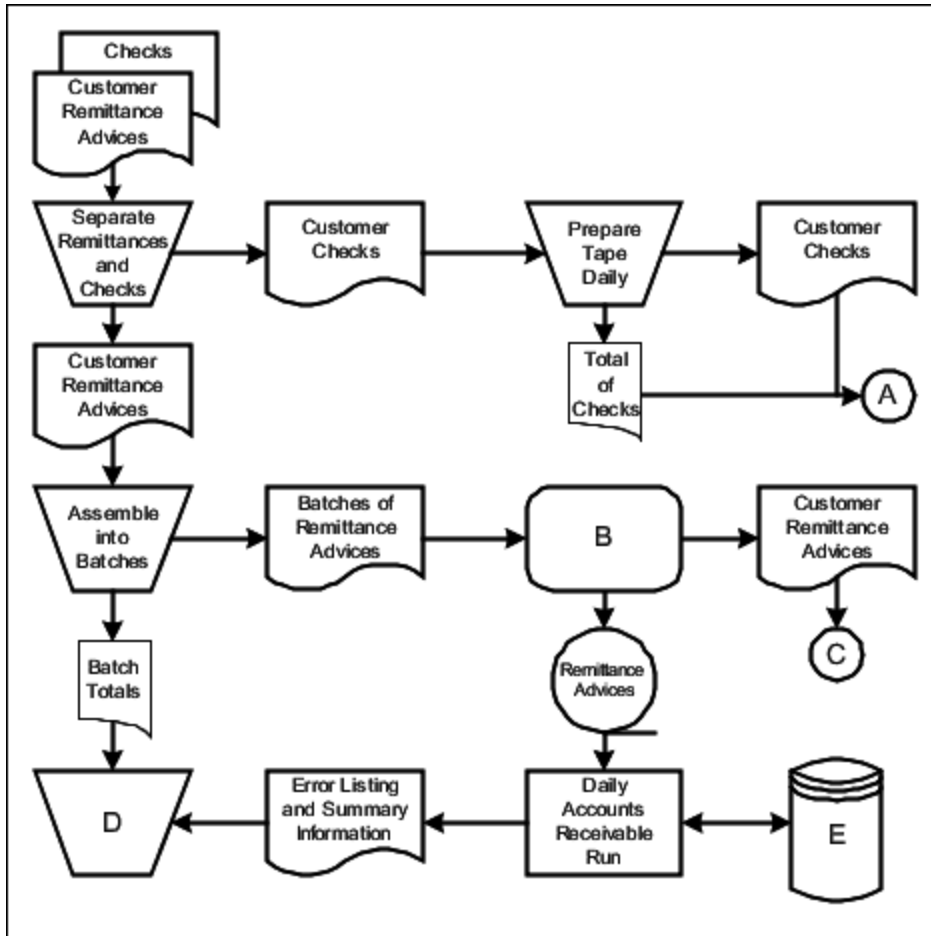 Checks
Customer
Remittance
Advices
Separate
Remittances
and
Checks
Customer
Checks
Prepare
Tape
Daily
Customer
Checks
Customer
Remittance
Advices
Total
of
Checks
A
Assemble
into
Batches
Batches of
Remittance
Advices
B
Customer
Remittance
Advices
Batch
Totals
Remittance
Advices
C
D
Error Listing
and Summary
Information
Daily
Accounts
Receivable
Run
E